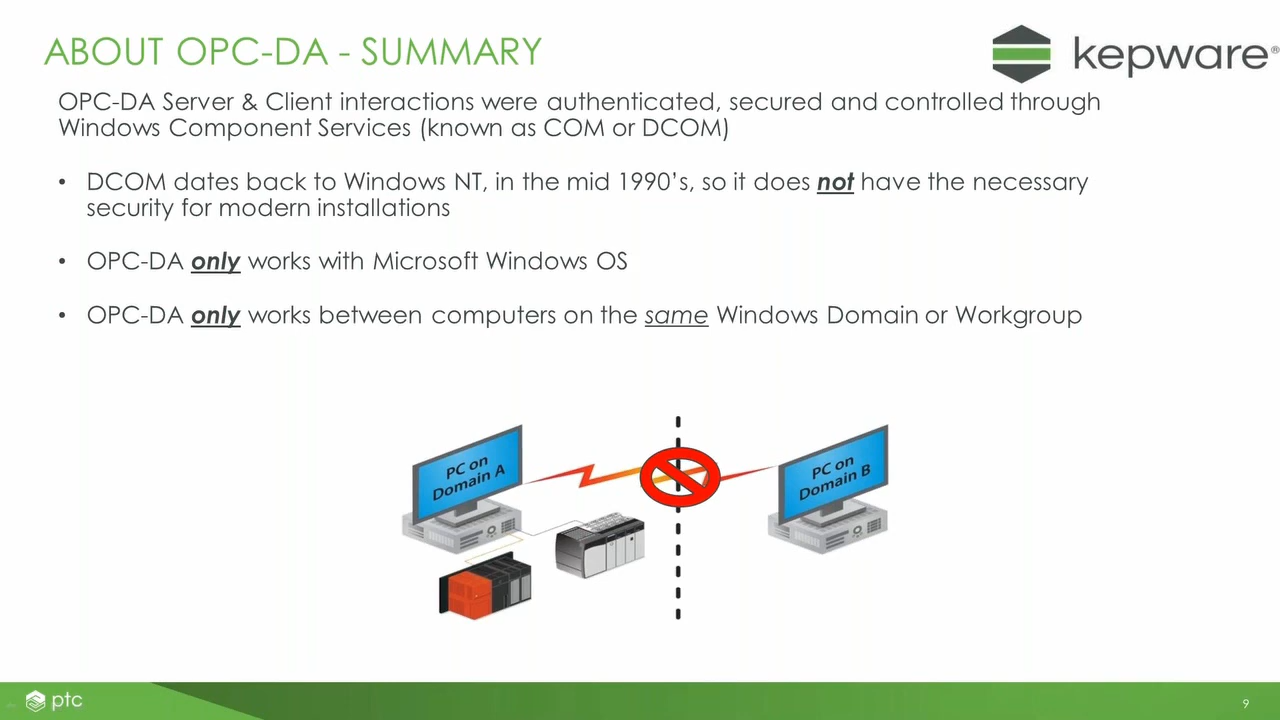 ABOUT OPC-DA - SUMMARY
kepware®
OPC-DA Server & Client interactions were authenticated, secured and controlled through
Windows Component Services (known as COM or DCOM)
• DCOM dates back to Windows NT, in the mid 1990’s, so it does not have the necessary
security for modern installations
• OPC-DA only works with Microsoft Windows OS
• OPC-DA only works between computers on the same Windows Domain or Workgroup
PC on
Domain A
PC on
Domain B
ptc
9